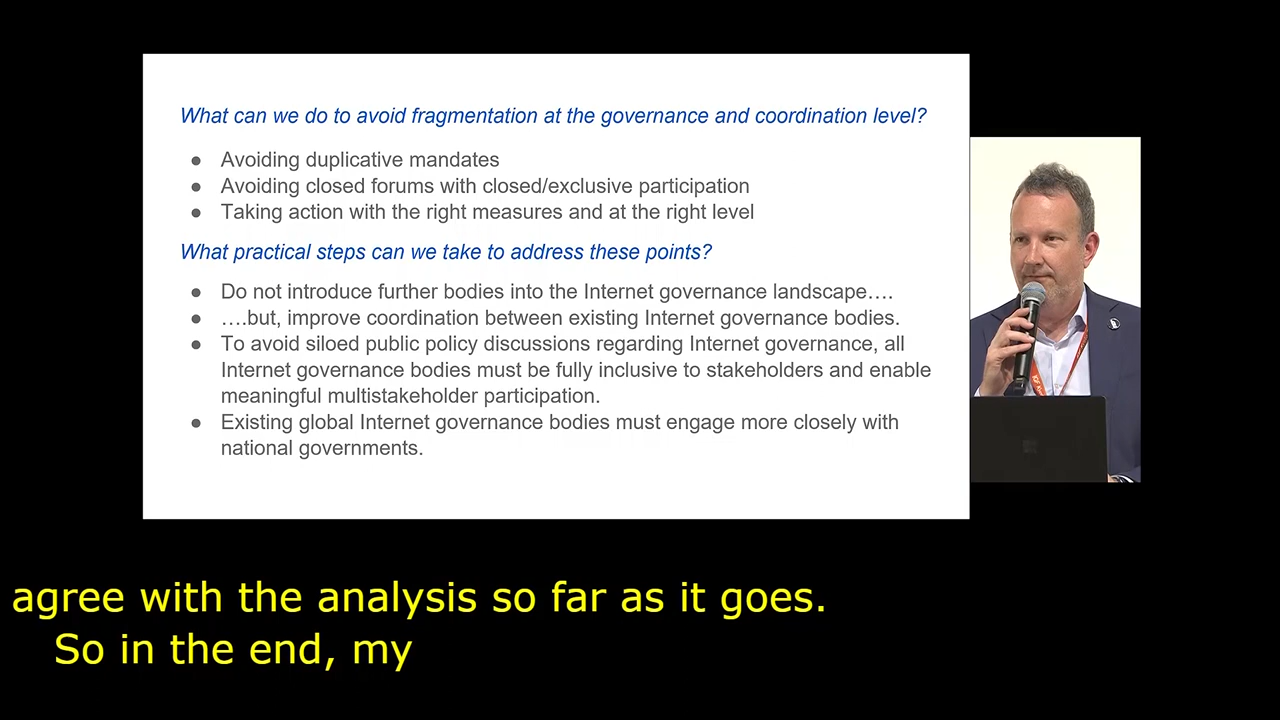 What can we do to avoid fragmentation at the governance and coordination level?
● Avoiding duplicative mandates
● Avoiding closed forums with closed/exclusive participation
● Taking action with the right measures and at the right level
What practical steps can we take to address these points?
● Do not introduce further bodies into the Internet governance landscape….
● ….but, improve coordination between existing Internet governance bodies.
● To avoid siloed public policy discussions regarding Internet governance, all
Internet governance bodies must be fully inclusive to stakeholders and enable
meaningful multistakeholder participation.
● Existing global Internet governance bodies must engage more closely with
national governments.
agree with the analysis so far as it goes.
So in the end, my